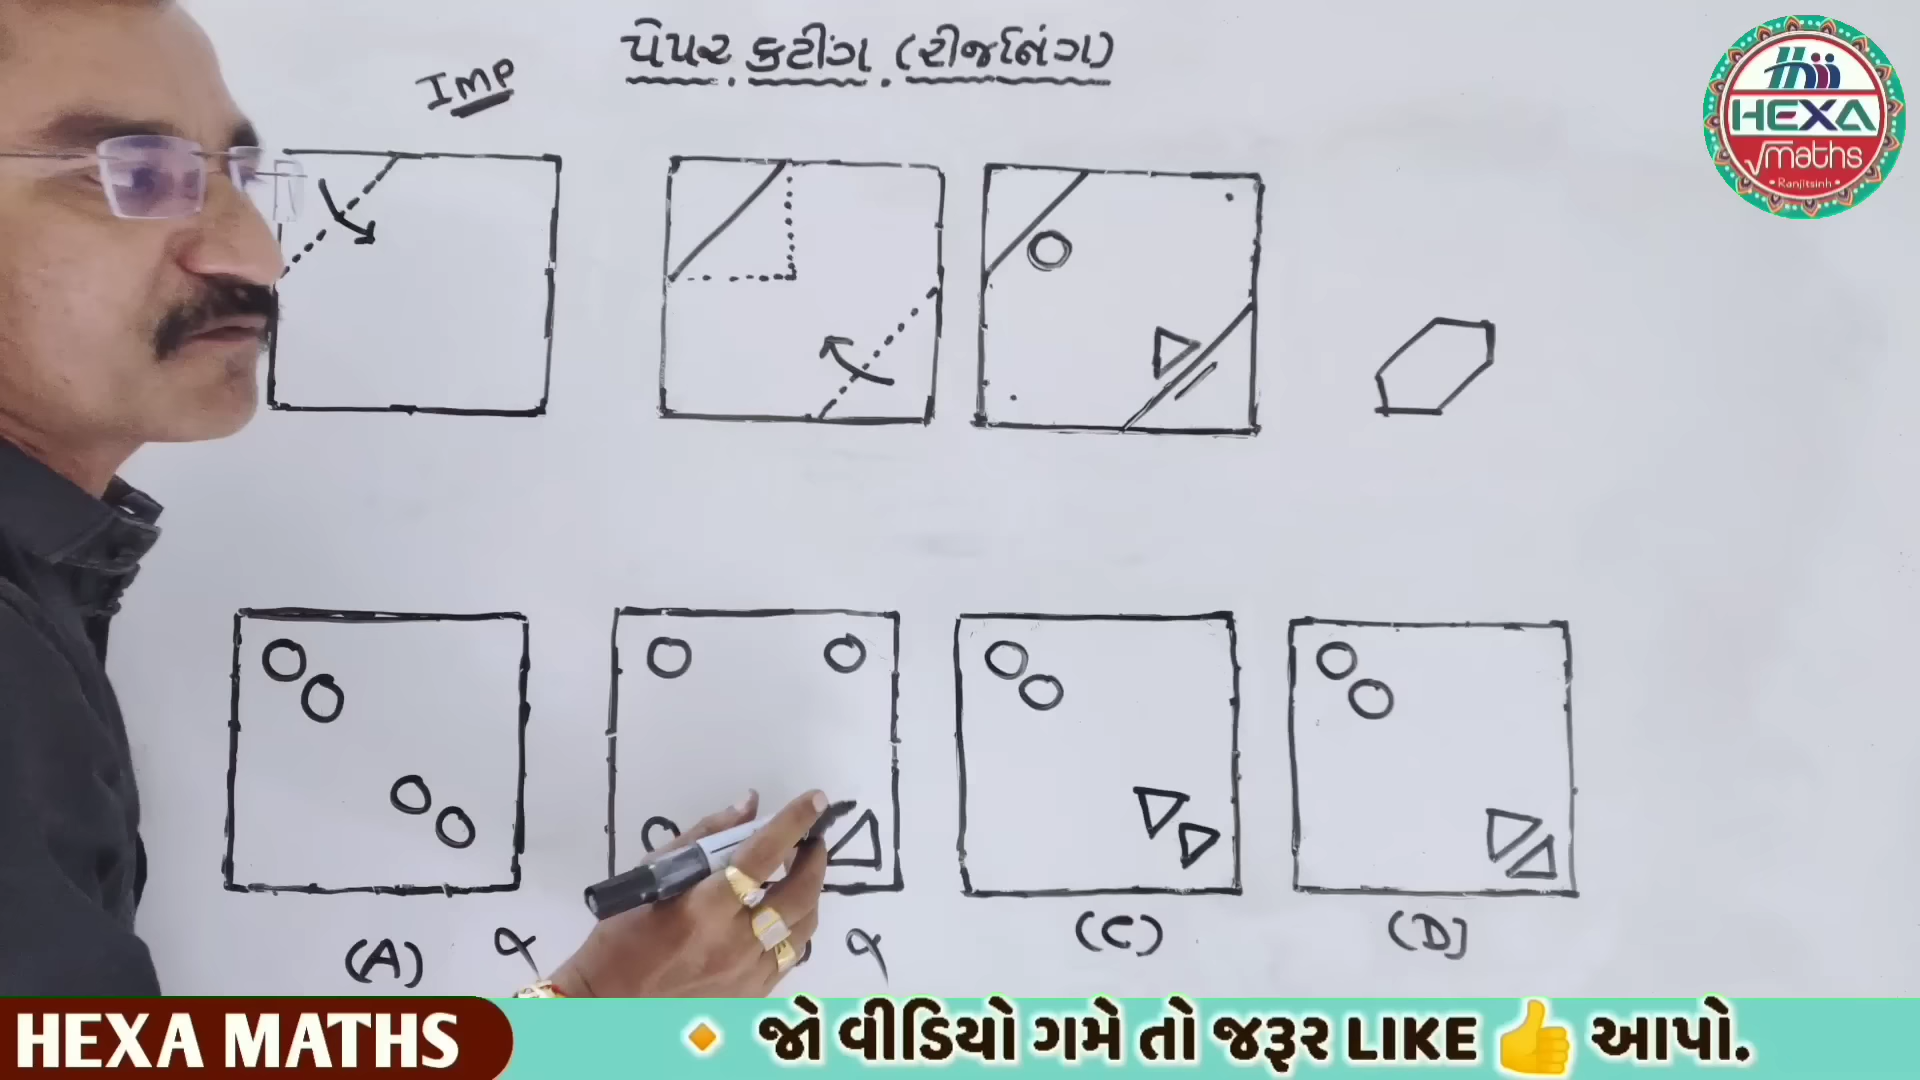 પેપર કટીંગ (રીજનિંગ)
IMP
HEXA
√maths
• Ranjitsinh •
(A)
(C)
(D)
HEXA MATHS
🔸 જો વીડિયો ગમે તો જરૂર LIKE 👍 આપો.